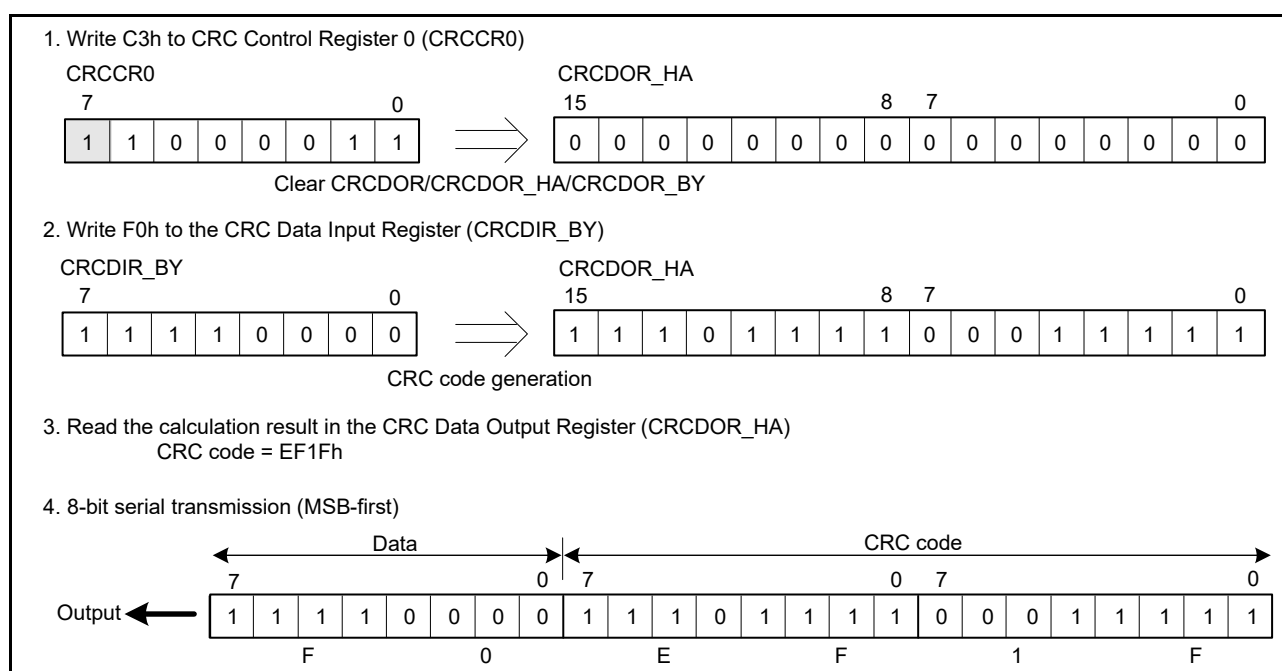 1. Write C3h to CRC Control Register 0 (CRCCR0)
CRCCR0 CRCDOR_HA
7 0 15 8 7 0
1 1 0 0 0 0 1 1 0 0 0 0 0 0 0 0 0 0 0 0 0 0 0 0
Clear CRCDOR/CRCDOR_HA/CRCDOR_BY
2. Write F0h to the CRC Data Input Register (CRCDIR_BY)
CRCDIR_BY CRCDOR_HA
7 0 15 8 7 0
1 1 1 1 0 0 0 0 1 1 1 0 1 1 1 1 0 0 0 1 1 1 1 1
CRC code generation
3. Read the calculation result in the CRC Data Output Register (CRCDOR_HA)
CRC code = EF1Fh
4. 8-bit serial transmission (MSB-first)
Data CRC code
7 0 7 0 7 0
Output 1 1 1 1 0 0 0 0 1 1 1 0 1 1 1 1 0 0 0 1 1 1 1 1
F 0 E F 1 F